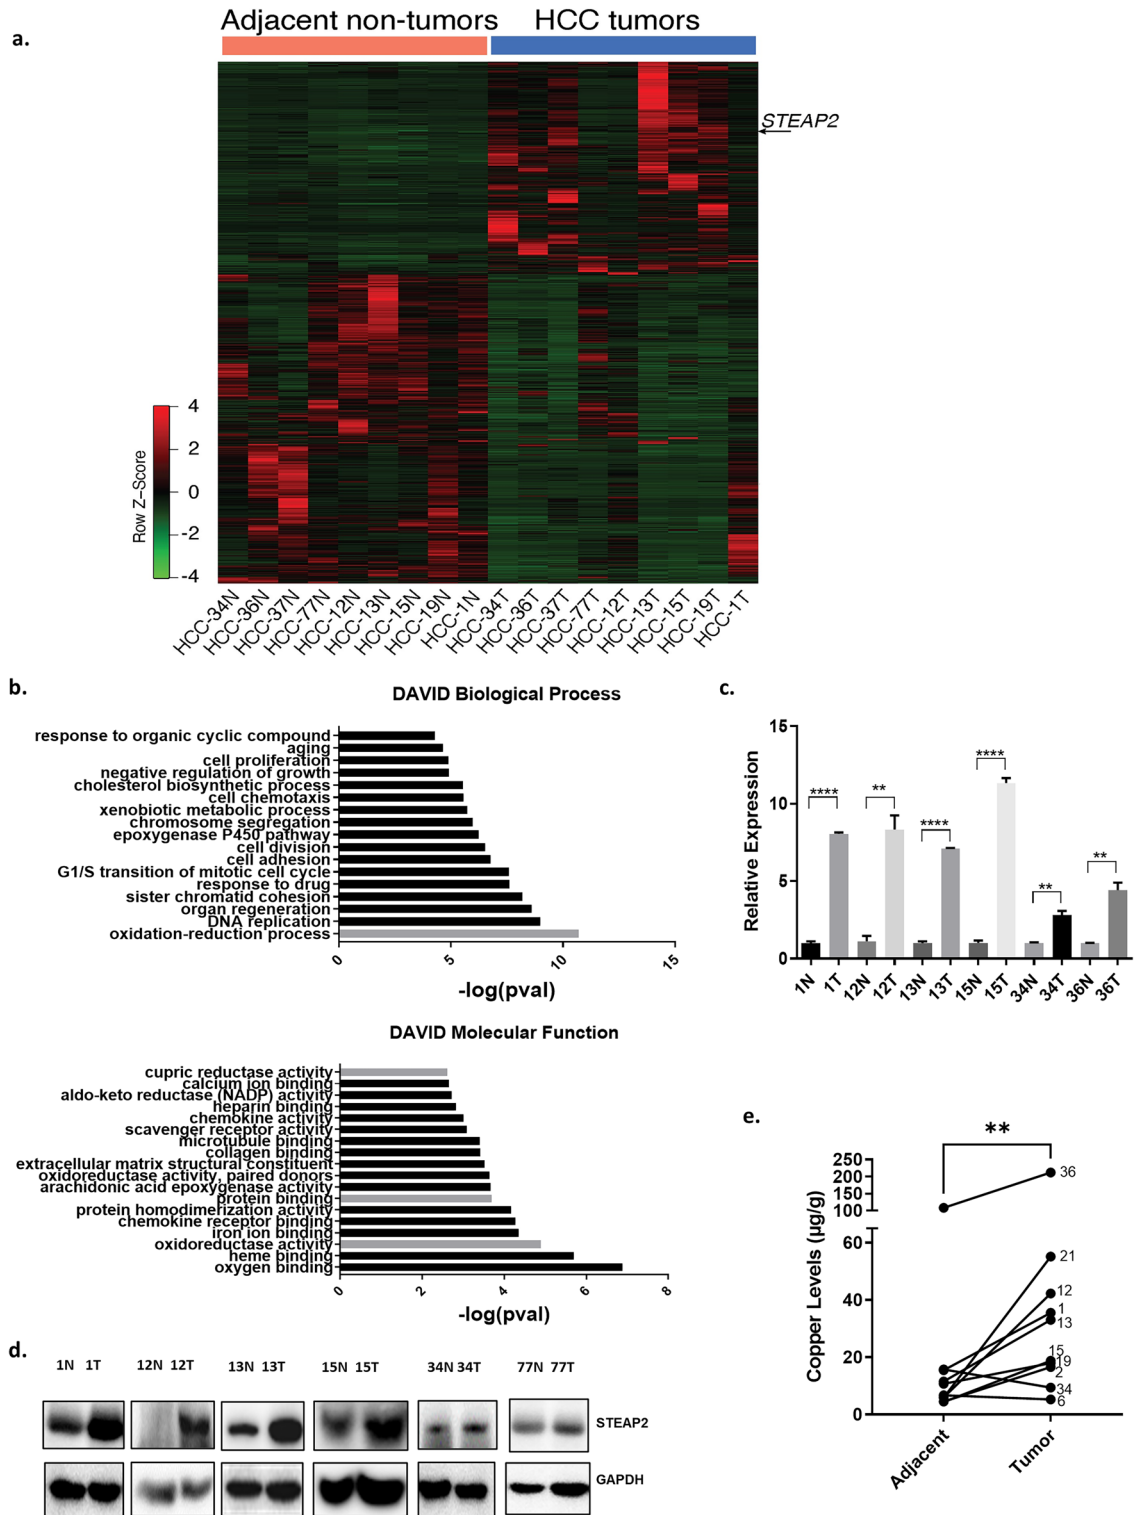 a.
Adjacent non-tumors HCC tumors
STEAP2
Row Z-Score
4
2
0
-2
-4
HCC-34N
HCC-36N
HCC-37N
HCC-77N
HCC-12N
HCC-13N
HCC-15N
HCC-19N
HCC-1N
HCC-34T
HCC-36T
HCC-37T
HCC-77T
HCC-12T
HCC-13T
HCC-15T
HCC-19T
HCC-1T
b.
DAVID Biological Process
response to organic cyclic compound
aging
cell proliferation
negative regulation of growth
cholesterol biosynthetic process
cell chemotaxis
xenobiotic metabolic process
chromosome segregation
epoxygenase P450 pathway
cell division
cell adhesion
G1/S transition of mitotic cell cycle
response to drug
sister chromatid cohesion
organ regeneration
DNA replication
oxidation-reduction process
0 5 10 15
-log(pval)
DAVID Molecular Function
cupric reductase activity
calcium ion binding
aldo-keto reductase (NADP) activity
heparin binding
chemokine activity
scavenger receptor activity
microtubule binding
collagen binding
extracellular matrix structural constituent
oxidoreductase activity, paired donors
arachidonic acid epoxygenase activity
protein binding
protein homodimerization activity
chemokine receptor binding
iron ion binding
oxidoreductase activity
heme binding
oxygen binding
0 2 4 6 8
-log(pval)
c.
Relative Expression
15
10
5
0
**** ** **** **** ** **
1N 1T 12N 12T 13N 13T 15N 15T 34N 34T 36N 36T
d.
1N 1T 12N 12T 13N 13T 15N 15T 34N 34T 77N 77T
STEAP2
GAPDH
e.
**
Copper Levels (µg/g)
250
200
150
100
60
40
20
0
36
21
12
1
13
15
19
2
34
6
Adjacent Tumor